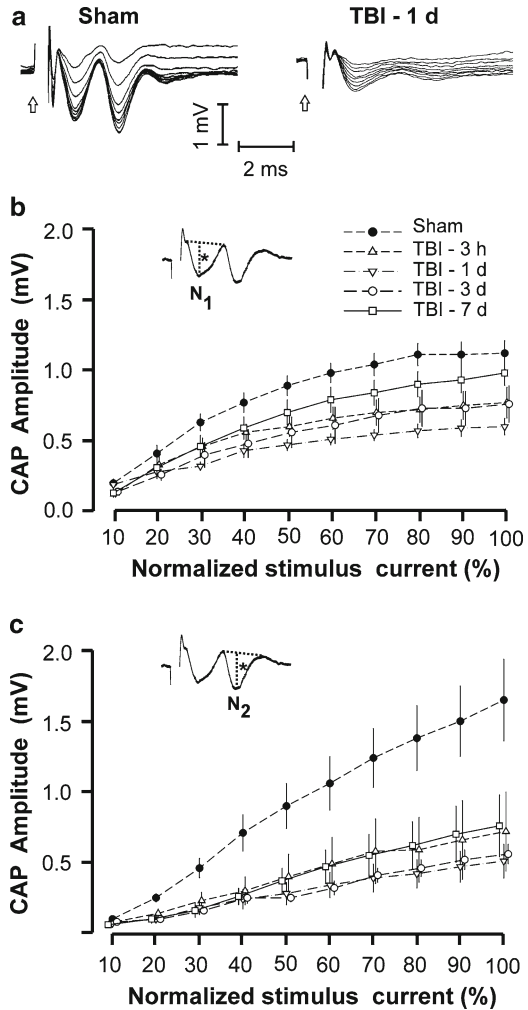 a
Sham
TBI - 1 d
1 mV
2 ms
b
CAP Amplitude (mV)
2.0
1.5
1.0
0.5
0.0
*
N1
Sham
TBI - 3 h
TBI - 1 d
TBI - 3 d
TBI - 7 d
10 20 30 40 50 60 70 80 90 100
Normalized stimulus current (%)
c
CAP Amplitude (mV)
2.0
1.5
1.0
0.5
*
N2
10 20 30 40 50 60 70 80 90 100
Normalized stimulus current (%)